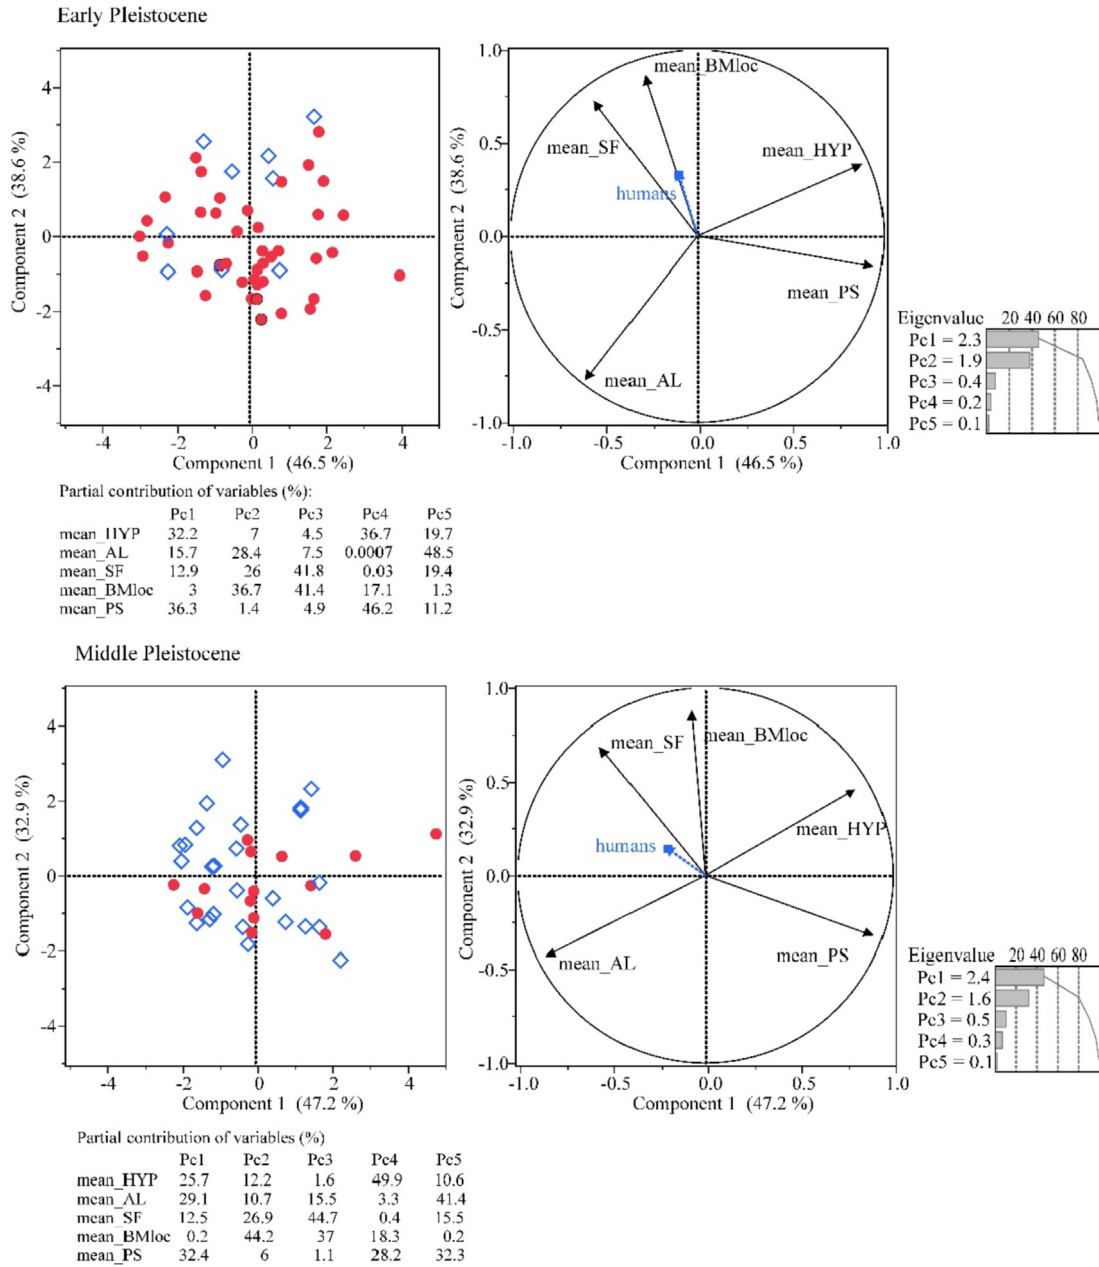 Early Pleistocene
4
2
0
-2
-4
-4
-2
0
2
4
Component 2 (38.6 %)
Component 1 (46.5 %)
1.0
0.5
0.0
-0.5
-1.0
-1.0
-0.5
0.0
0.5
1.0
Component 2 (38.6 %)
Component 1 (46.5 %)
mean_BMloc
mean_SF
mean_HYP
humans
mean_PS
mean_AL
Eigenvalue 20 40 60 80
Pc1 = 2.3
Pc2 = 1.9
Pc3 = 0.4
Pc4 = 0.2
Pc5 = 0.1
Partial contribution of variables (%):
Pc1 Pc2 Pc3 Pc4 Pc5
mean_HYP 32.2 7 4.5 36.7 19.7
mean_AL 15.7 28.4 7.5 0.0007 48.5
mean_SF 12.9 26 41.8 0.03 19.4
mean_BMloc 3 36.7 41.4 17.1 1.3
mean_PS 36.3 1.4 4.9 46.2 11.2
Middle Pleistocene
4
2
0
-2
-4
-4
-2
0
2
4
Component 2 (32.9 %)
Component 1 (47.2 %)
1.0
0.5
0.0
-0.5
-1.0
-1.0
-0.5
0.0
0.5
1.0
Component 2 (32.9 %)
Component 1 (47.2 %)
mean_SF
mean_BMloc
mean_HYP
humans
mean_AL
mean_PS
Eigenvalue 20 40 60 80
Pc1 = 2.4
Pc2 = 1.6
Pc3 = 0.5
Pc4 = 0.3
Pc5 = 0.1
Partial contribution of variables (%)
Pc1 Pc2 Pc3 Pc4 Pc5
mean_HYP 25.7 12.2 1.6 49.9 10.6
mean_AL 29.1 10.7 15.5 3.3 41.4
mean_SF 12.5 26.9 44.7 0.4 15.5
mean_BMloc 0.2 44.2 37 18.3 0.2
mean_PS 32.4 6 1.1 28.2 32.3